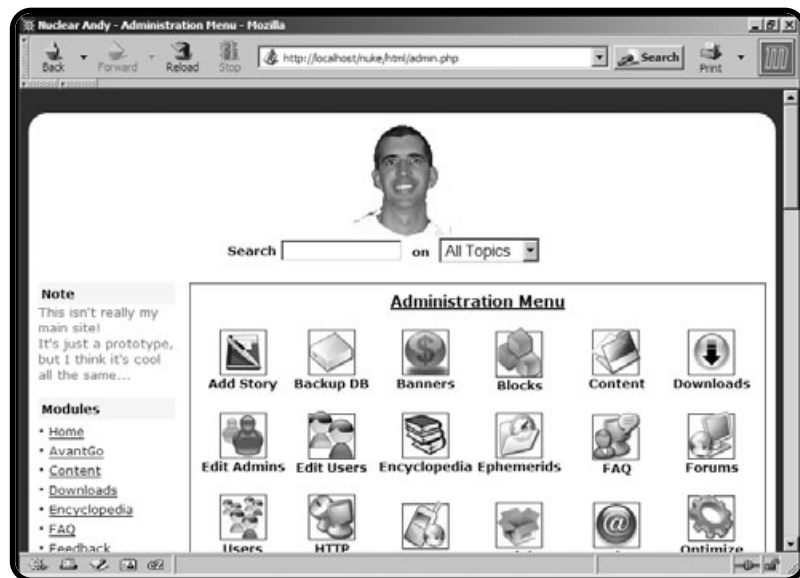 Nuclear Andy - Administration Menu - Mozilla
Back Forward Reload Stop http://localhost/nuke/html/admin.php Search Print
Search on All Topics
Note
This isn't really my
main site!
It's just a prototype,
but I think it's cool
all the same...
Modules
• Home
• AvantGo
• Content
• Downloads
• Encyclopedia
• FAQ
• Feedback
Administration Menu
Add Story Backup DB Banners Blocks Content Downloads
Edit Admins Edit Users Encyclopedia Ephemerids FAQ Forums
Users HTTP Optimize